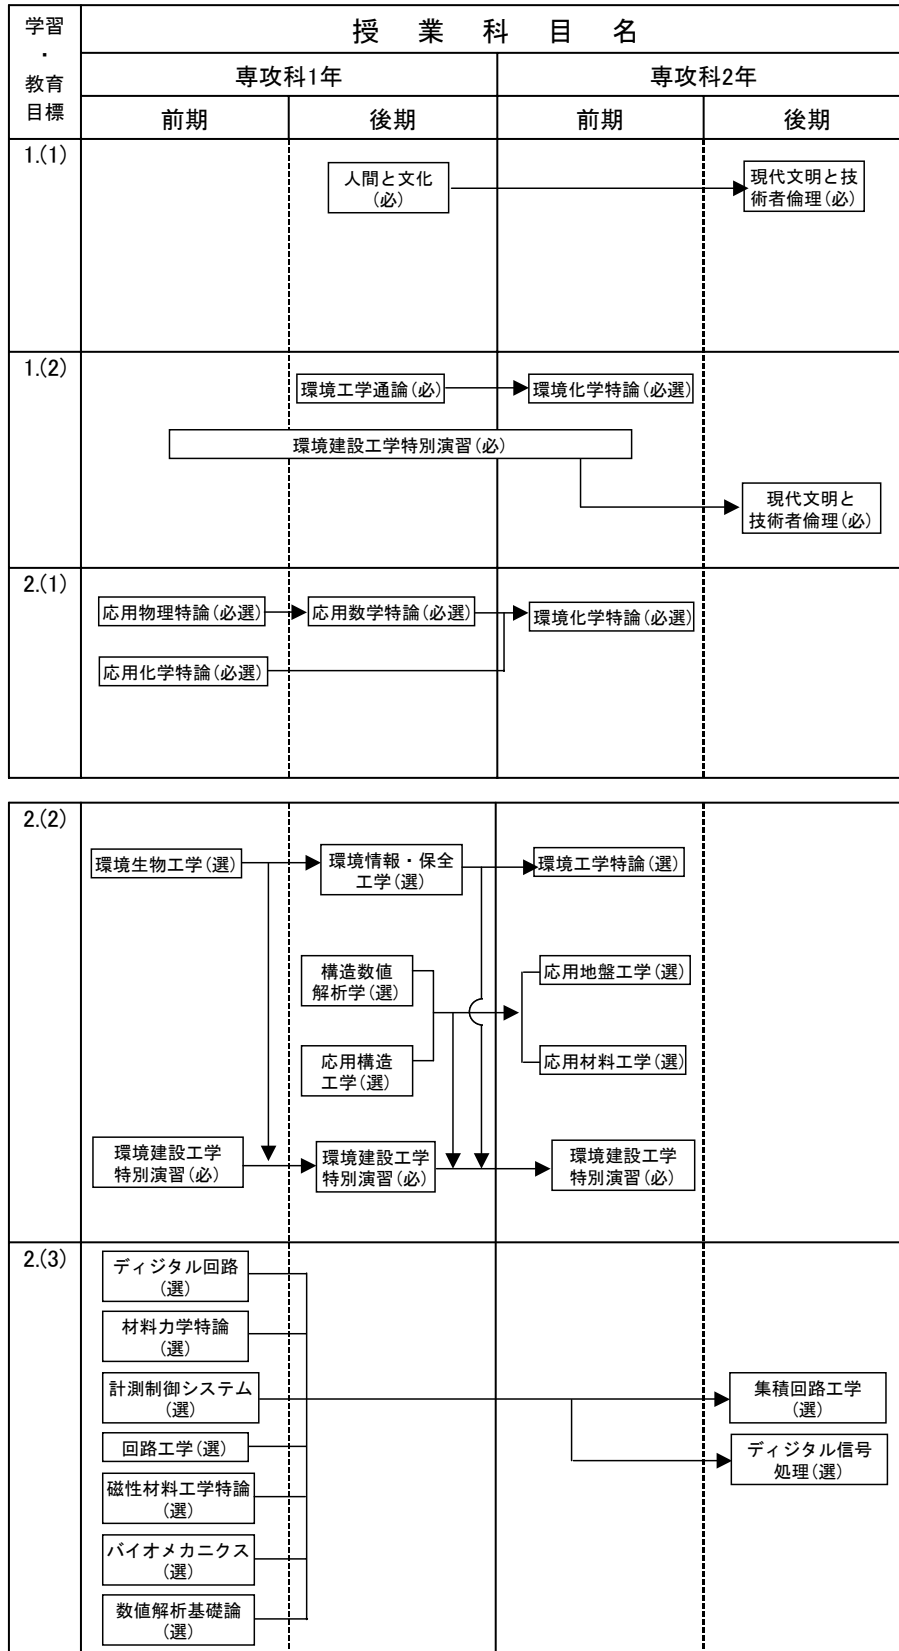 学習
・
教育
目標
授業科目名
専攻科1年
専攻科2年
前期
後期
前期
後期
1.(1)
人間と文化
(必)
現代文明と技
術者倫理(必)
1.(2)
環境工学通論(必)
環境化学特論(必選)
環境建設工学特別演習(必)
現代文明と
技術者倫理(必)
2.(1)
応用物理特論(必選)
応用数学特論(必選)
環境化学特論(必選)
応用化学特論(必選)
2.(2)
環境生物工学(選)
環境情報・保全
工学(選)
環境工学特論(選)
構造数値
解析学(選)
応用地盤工学(選)
応用構造
工学(選)
応用材料工学(選)
環境建設工学
特別演習(必)
環境建設工学
特別演習(必)
環境建設工学
特別演習(必)
2.(3)
ディジタル回路
(選)
材料力学特論
(選)
計測制御システム
(選)
集積回路工学
(選)
回路工学(選)
ディジタル信号
処理(選)
磁性材料工学特論
(選)
バイオメカニクス
(選)
数値解析基礎論
(選)